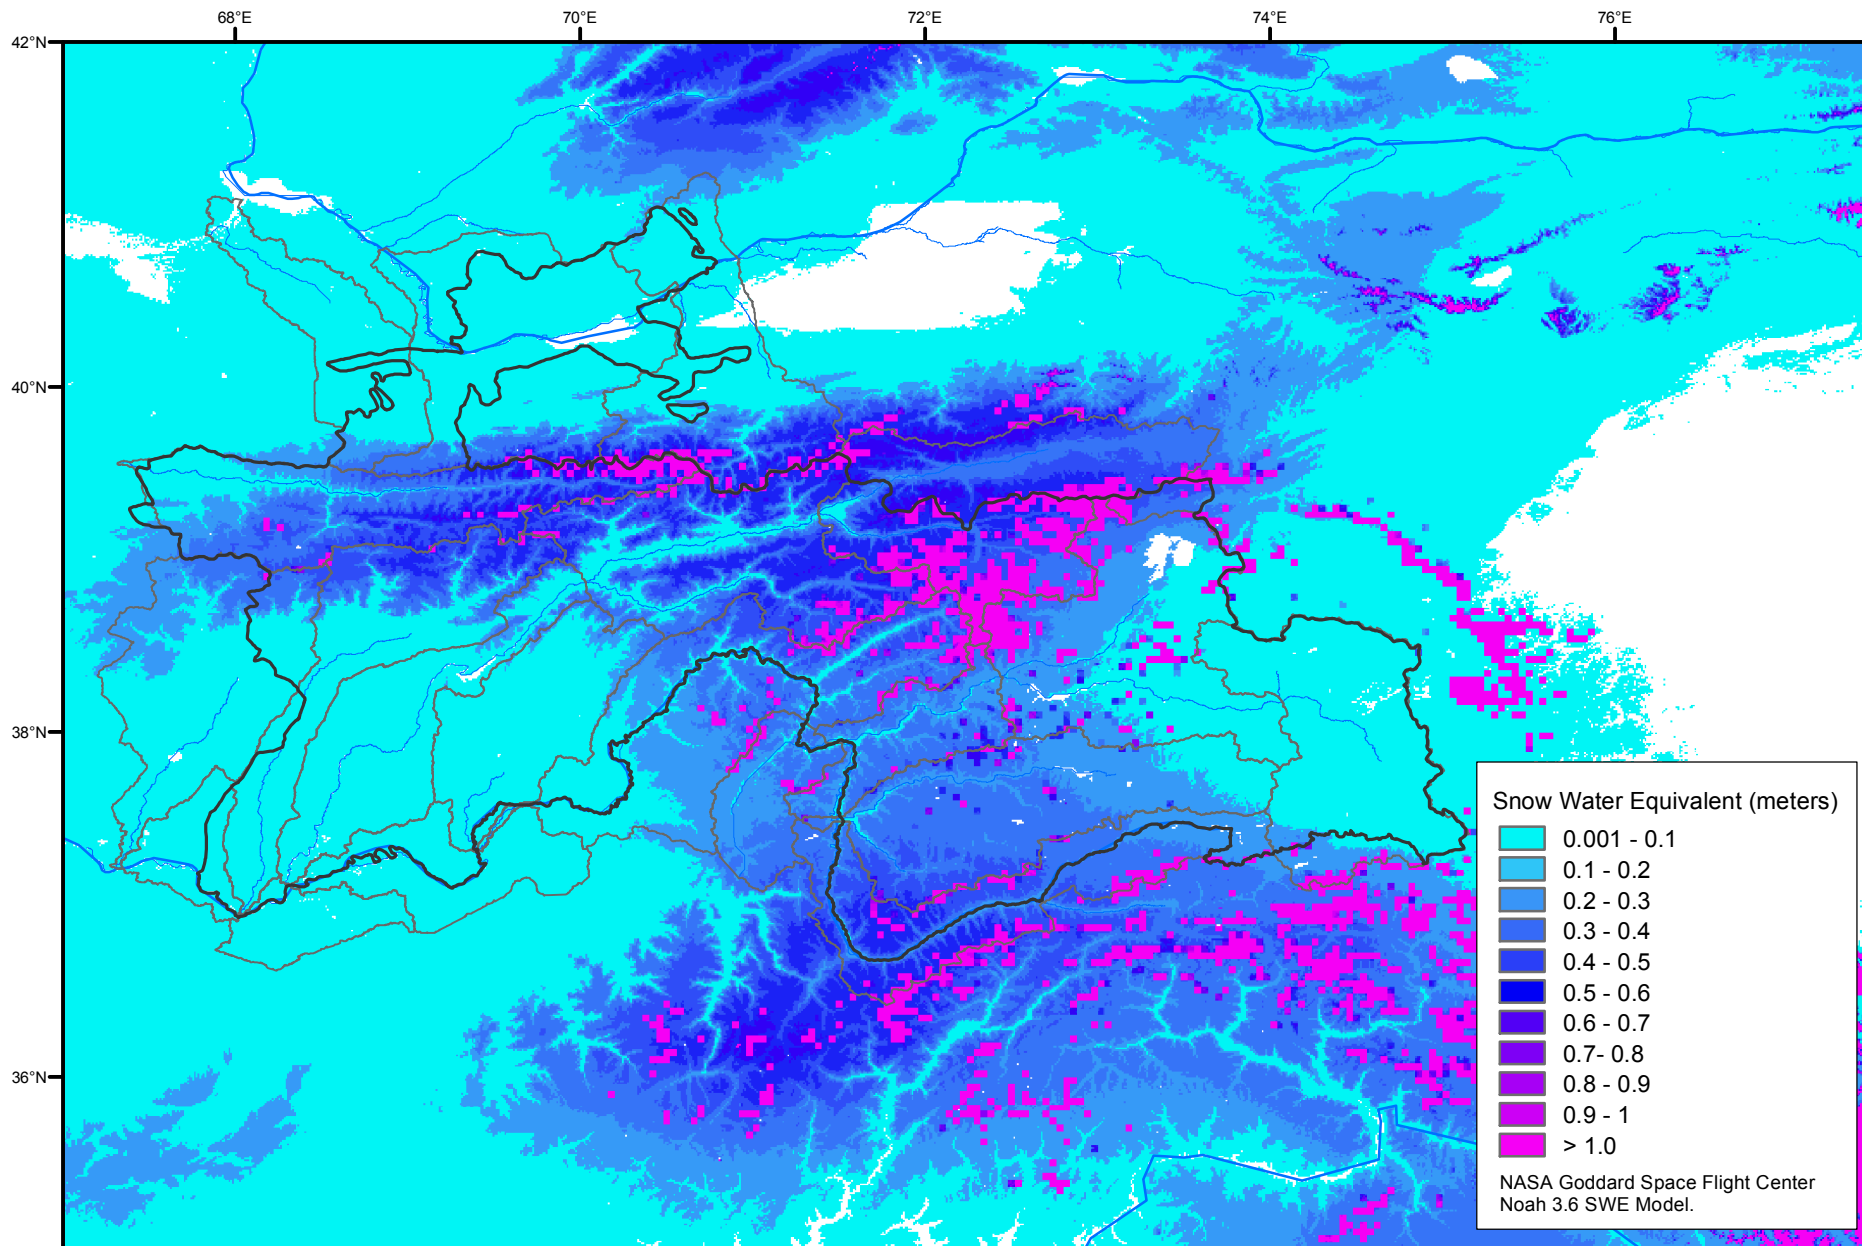 68°E 70°E 72°E 74°E 76°E
42°N
40°N
38°N
36°N
Snow Water Equivalent (meters)
0.001 - 0.1
0.1 - 0.2
0.2 - 0.3
0.3 - 0.4
0.4 - 0.5
0.5 - 0.6
0.6 - 0.7
0.7- 0.8
0.8 - 0.9
0.9 - 1
> 1.0
NASA Goddard Space Flight Center
Noah 3.6 SWE Model.